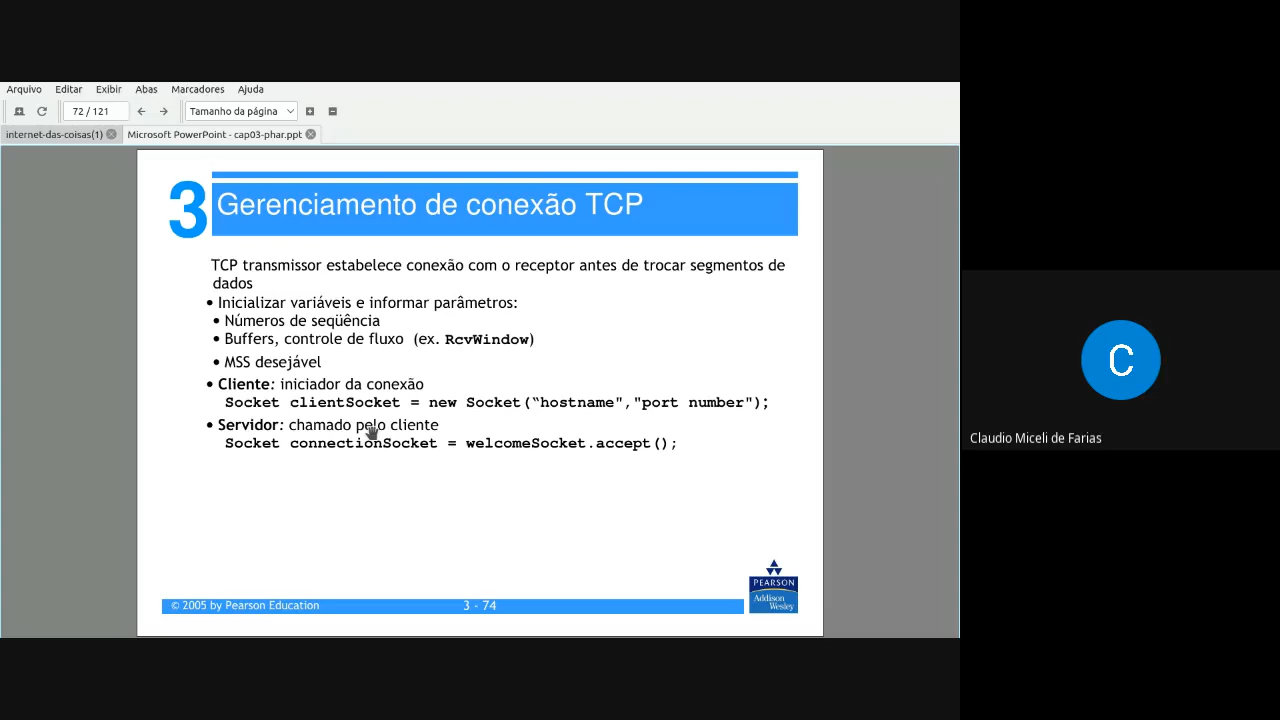 Arquivo Editar Exibir Abas Marcadores Ajuda
72 / 121 Tamanho da página
internet-das-coisas(1) Microsoft PowerPoint - cap03-phar.ppt
3 Gerenciamento de conexão TCP
TCP transmissor estabelece conexão com o receptor antes de trocar segmentos de
dados
• Inicializar variáveis e informar parâmetros:
• Números de seqüência
• Buffers, controle de fluxo (ex. RcvWindow)
• MSS desejável
• Cliente: iniciador da conexão
Socket clientSocket = new Socket(“hostname","port number");
• Servidor: chamado pelo cliente
Socket connectionSocket = welcomeSocket.accept();
PEARSON
Addison
Wesley
© 2005 by Pearson Education 3 - 74
C
Claudio Miceli de Farias